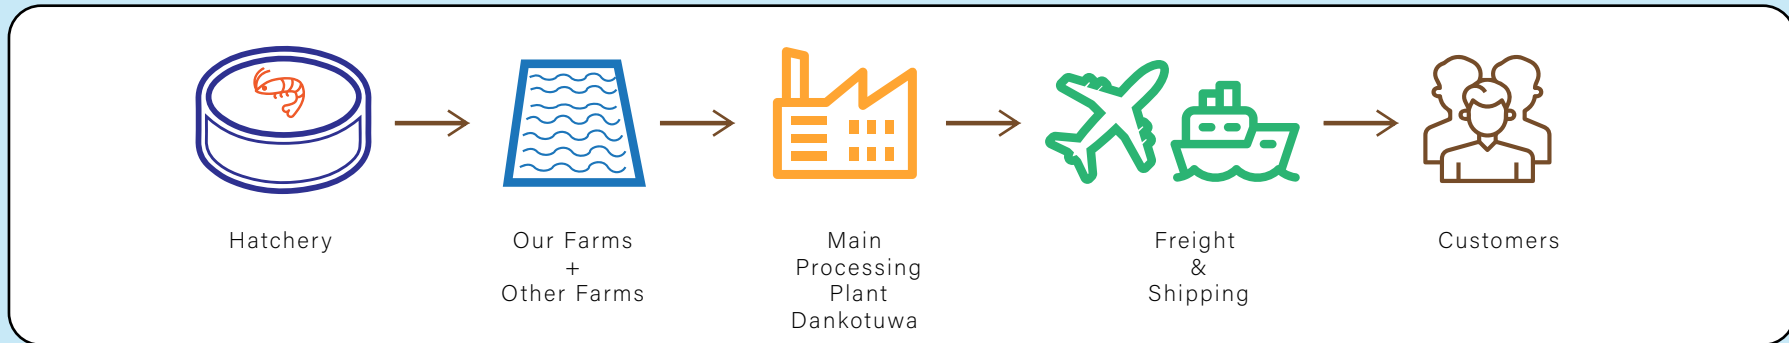 Hatchery
Our Farms
+
Other Farms
Main
Processing
Plant
Dankotuwa
Freight
&
Shipping
Customers